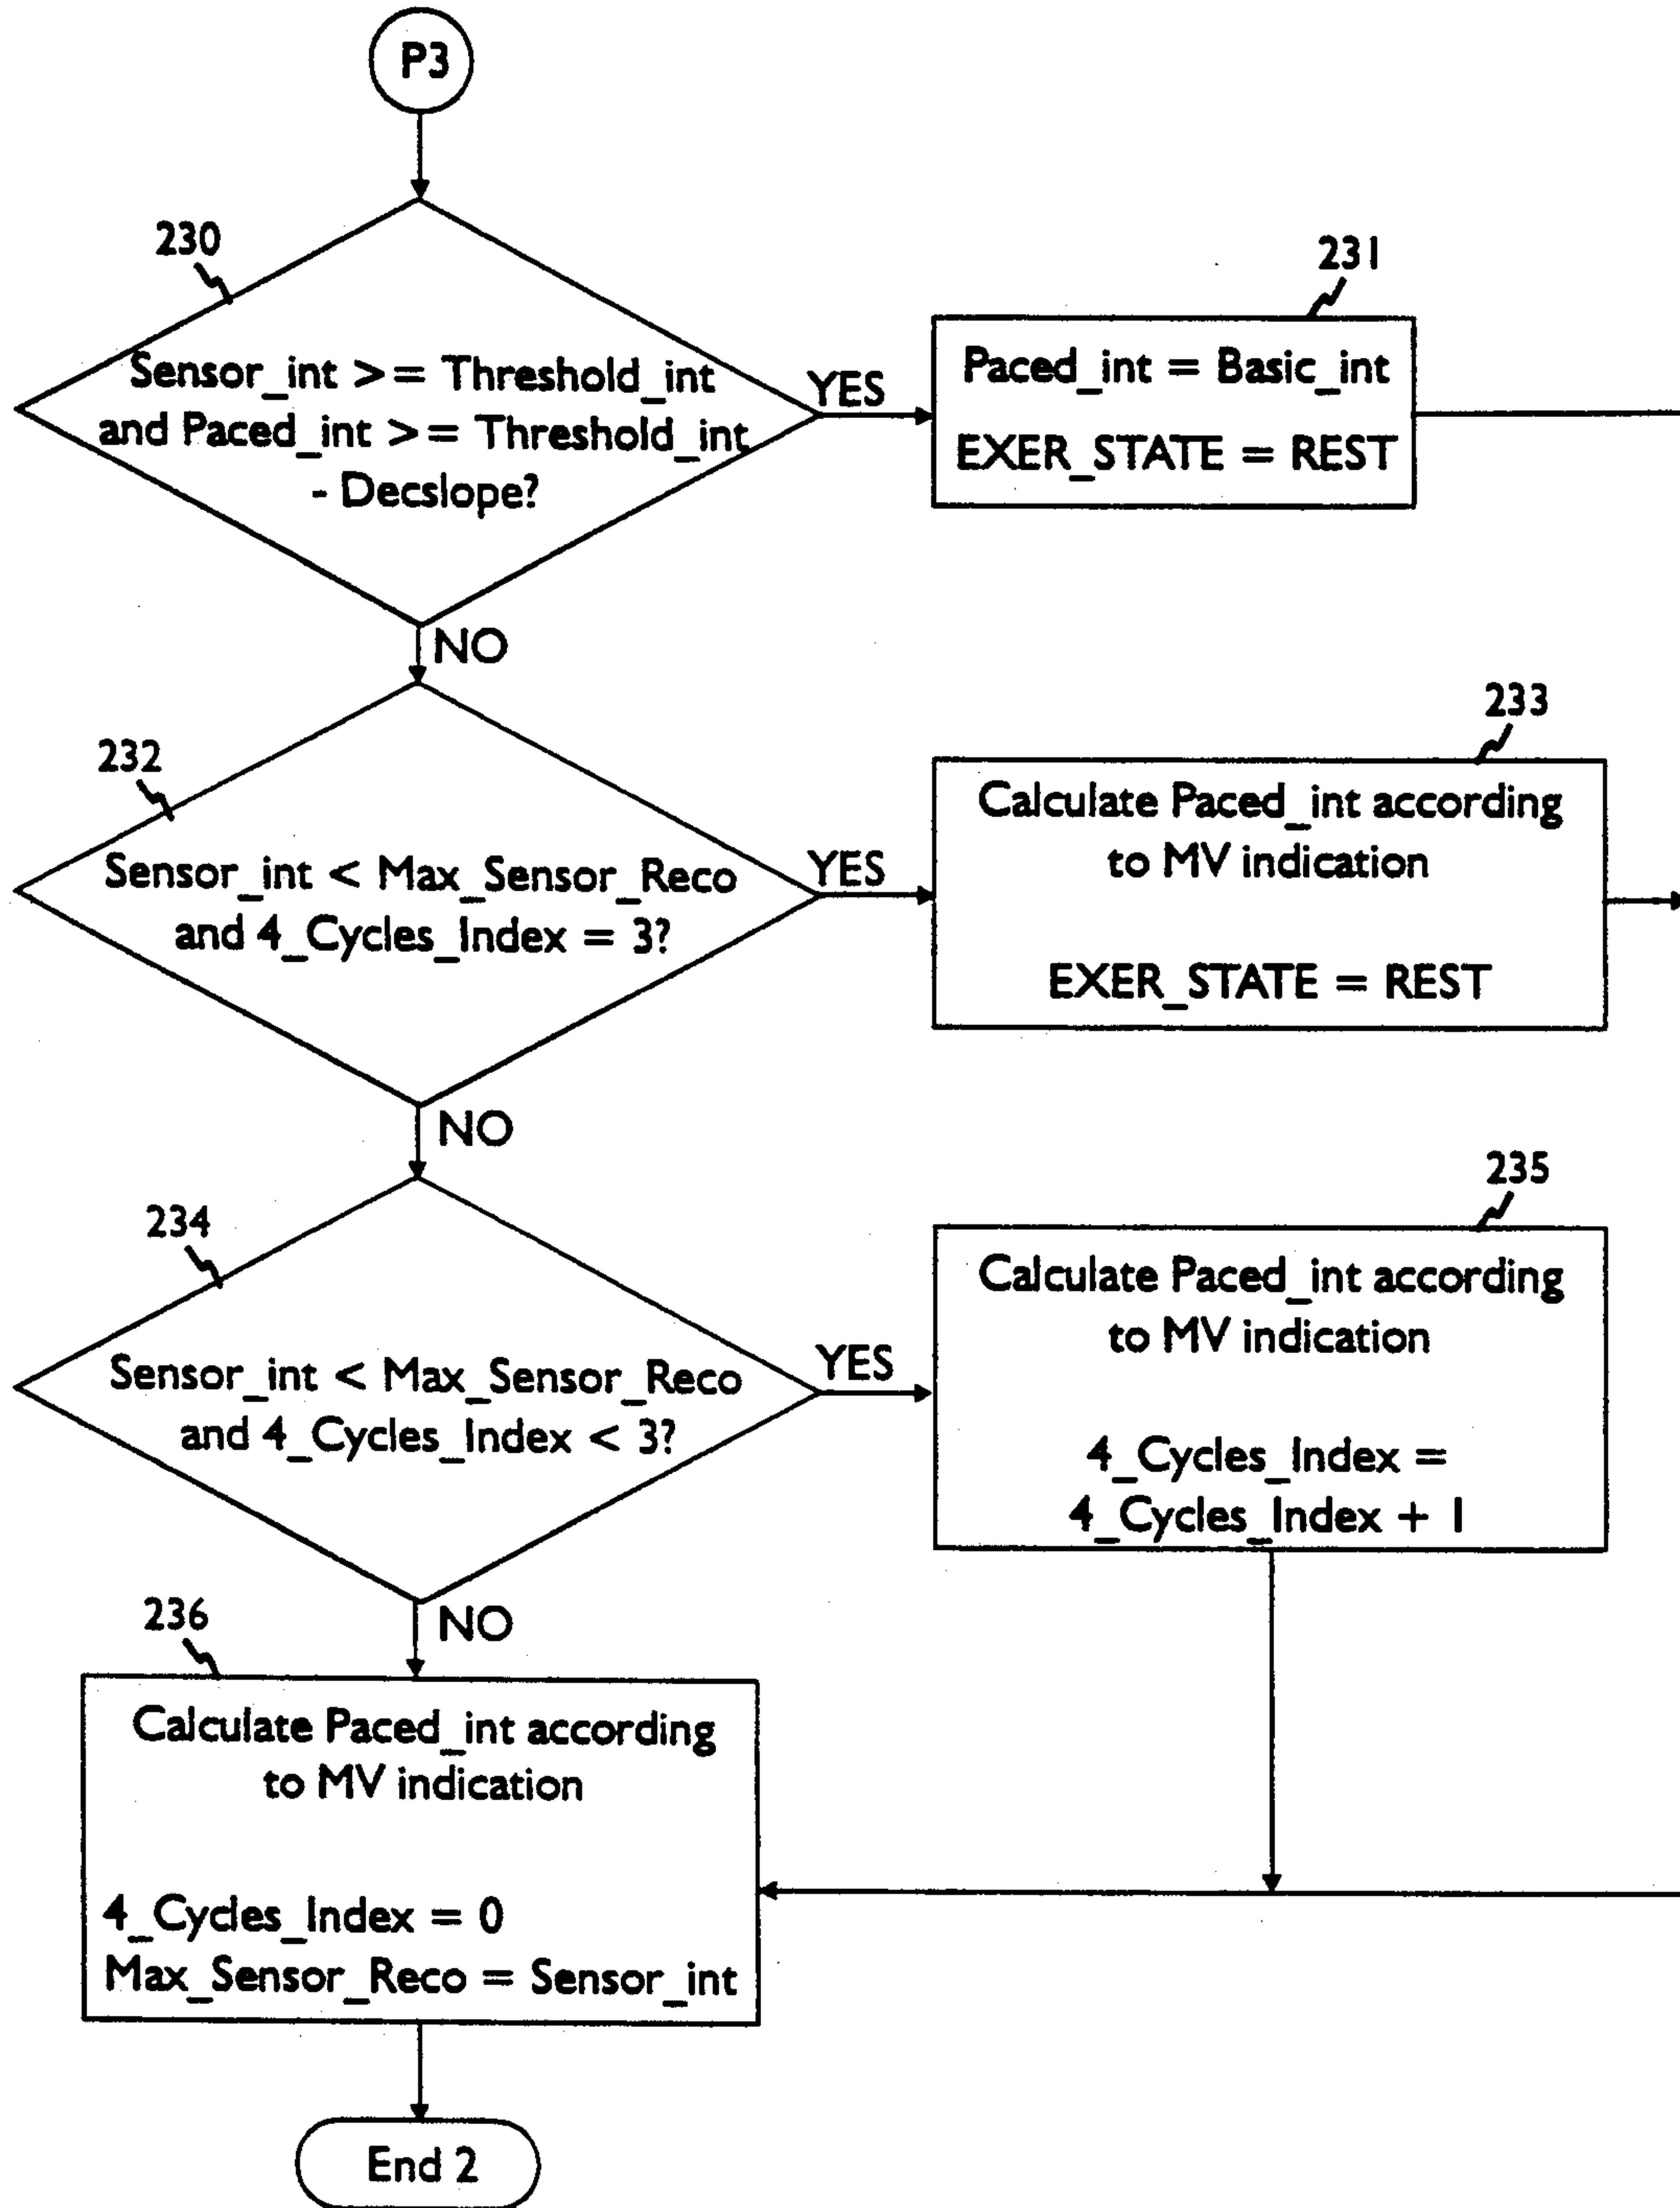 P3
230
Sensor_int >= Threshold_int
and Paced_int >= Threshold_int
- Decslope?
YES
231
Paced_int = Basic_int
EXER_STATE = REST
NO
232
Sensor_int < Max_Sensor_Reco
and 4_Cycles_Index = 3?
YES
233
Calculate Paced_int according
to MV indication
EXER_STATE = REST
NO
234
Sensor_int < Max_Sensor_Reco
and 4_Cycles_Index < 3?
YES
235
Calculate Paced_int according
to MV indication
4_Cycles_Index =
4_Cycles_Index + 1
NO
236
Calculate Paced_int according
to MV indication
4_Cycles_Index = 0
Max_Sensor_Reco = Sensor_int
End 2